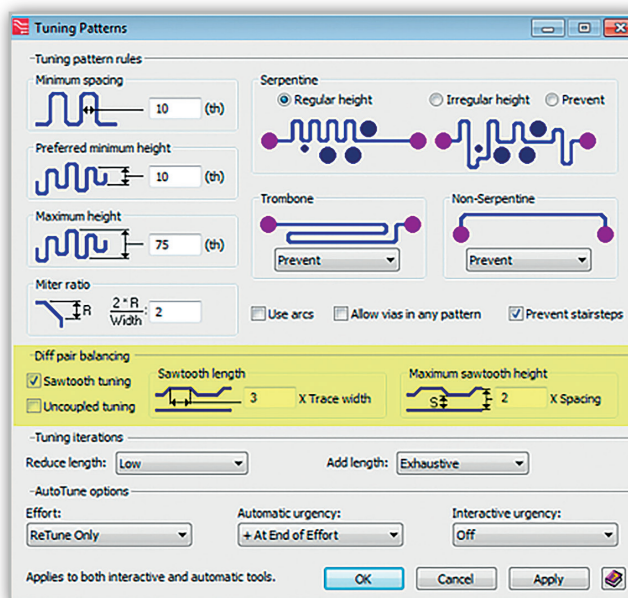 Tuning Patterns
Tuning pattern rules
Minimum spacing
10 (th)
Preferred minimum height
10 (th)
Maximum height
75 (th)
Miter ratio
R 2 * R
Width : 2
Serpentine
Regular height Irregular height Prevent
Trombone
Prevent
Non-Serpentine
Prevent
Use arcs Allow vias in any pattern Prevent stairsteps
Diff pair balancing
Sawtooth tuning
Uncoupled tuning
Sawtooth length
3 X Trace width
Maximum sawtooth height
S 2 X Spacing
Tuning iterations
Reduce length: Low Add length: Exhaustive
AutoTune options
Effort: Automatic urgency: Interactive urgency:
ReTune Only + At End of Effort Off
Applies to both interactive and automatic tools. OK Cancel Apply